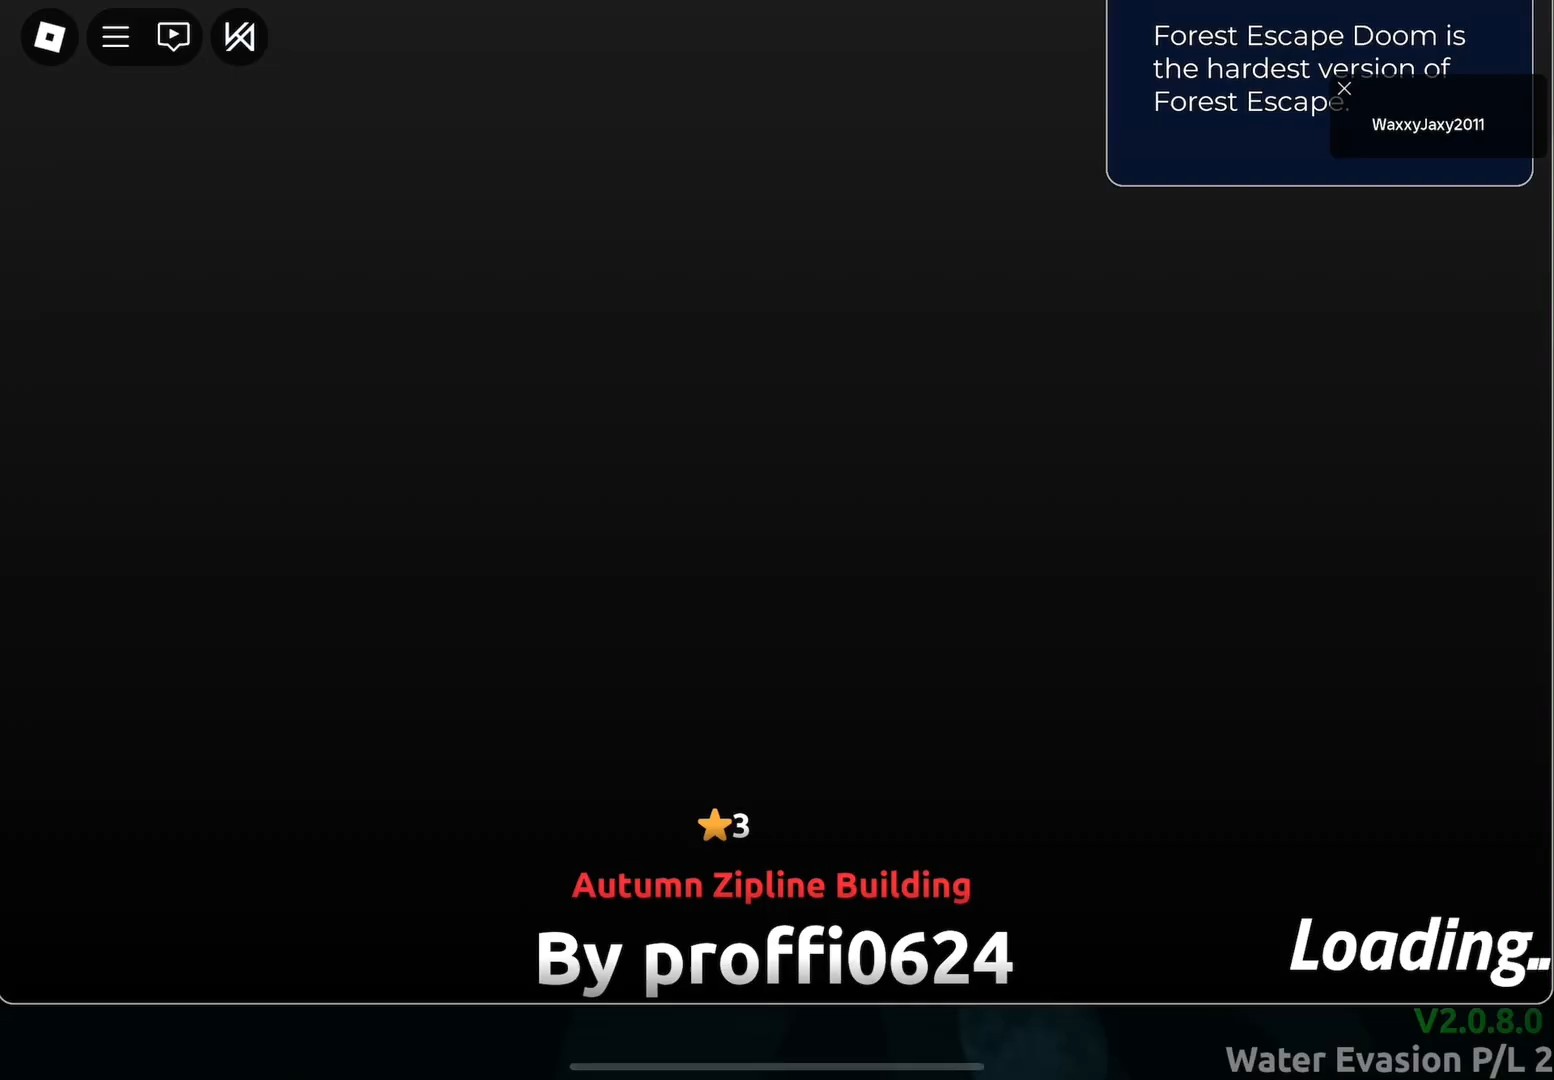 Forest Escape Doom is
the hardest version of
Forest Escape.
WaxxyJaxy2011
⭐3
Autumn Zipline Building
By proffi0624
Loading..
V2.0.8.0
Water Evasion P/L 2